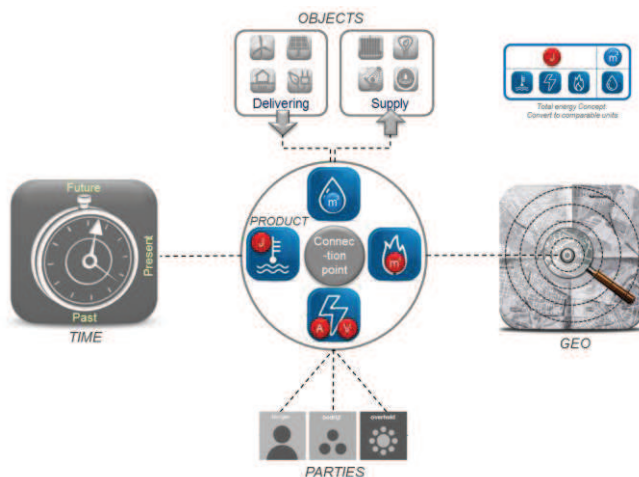 OBJECTS
Delivering
Supply
J
m
Total energy Concept
Convert to comparable units
Future
Present
Past
TIME
m
PRODUCT
J
Connec
-tion
point
m
A
V
GEO
overheid
PARTIES